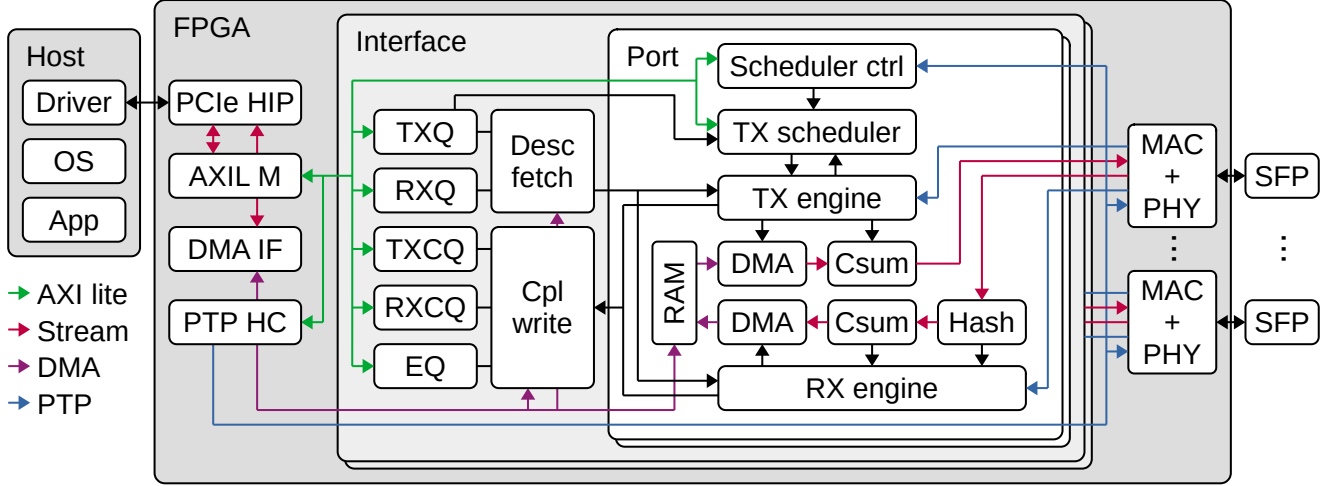 FPGA
Host
Driver
OS
App
PCIe HIP
AXIL M
DMA IF
PTP HC
AXI lite
Stream
DMA
PTP
Interface
TXQ
RXQ
TXCQ
RXCQ
EQ
Desc
fetch
Cpl
write
Port
Scheduler ctrl
TX scheduler
TX engine
RAM
DMA
Csum
DMA
Csum
Hash
RX engine
MAC
+
PHY
SFP
...
...
MAC
+
PHY
SFP